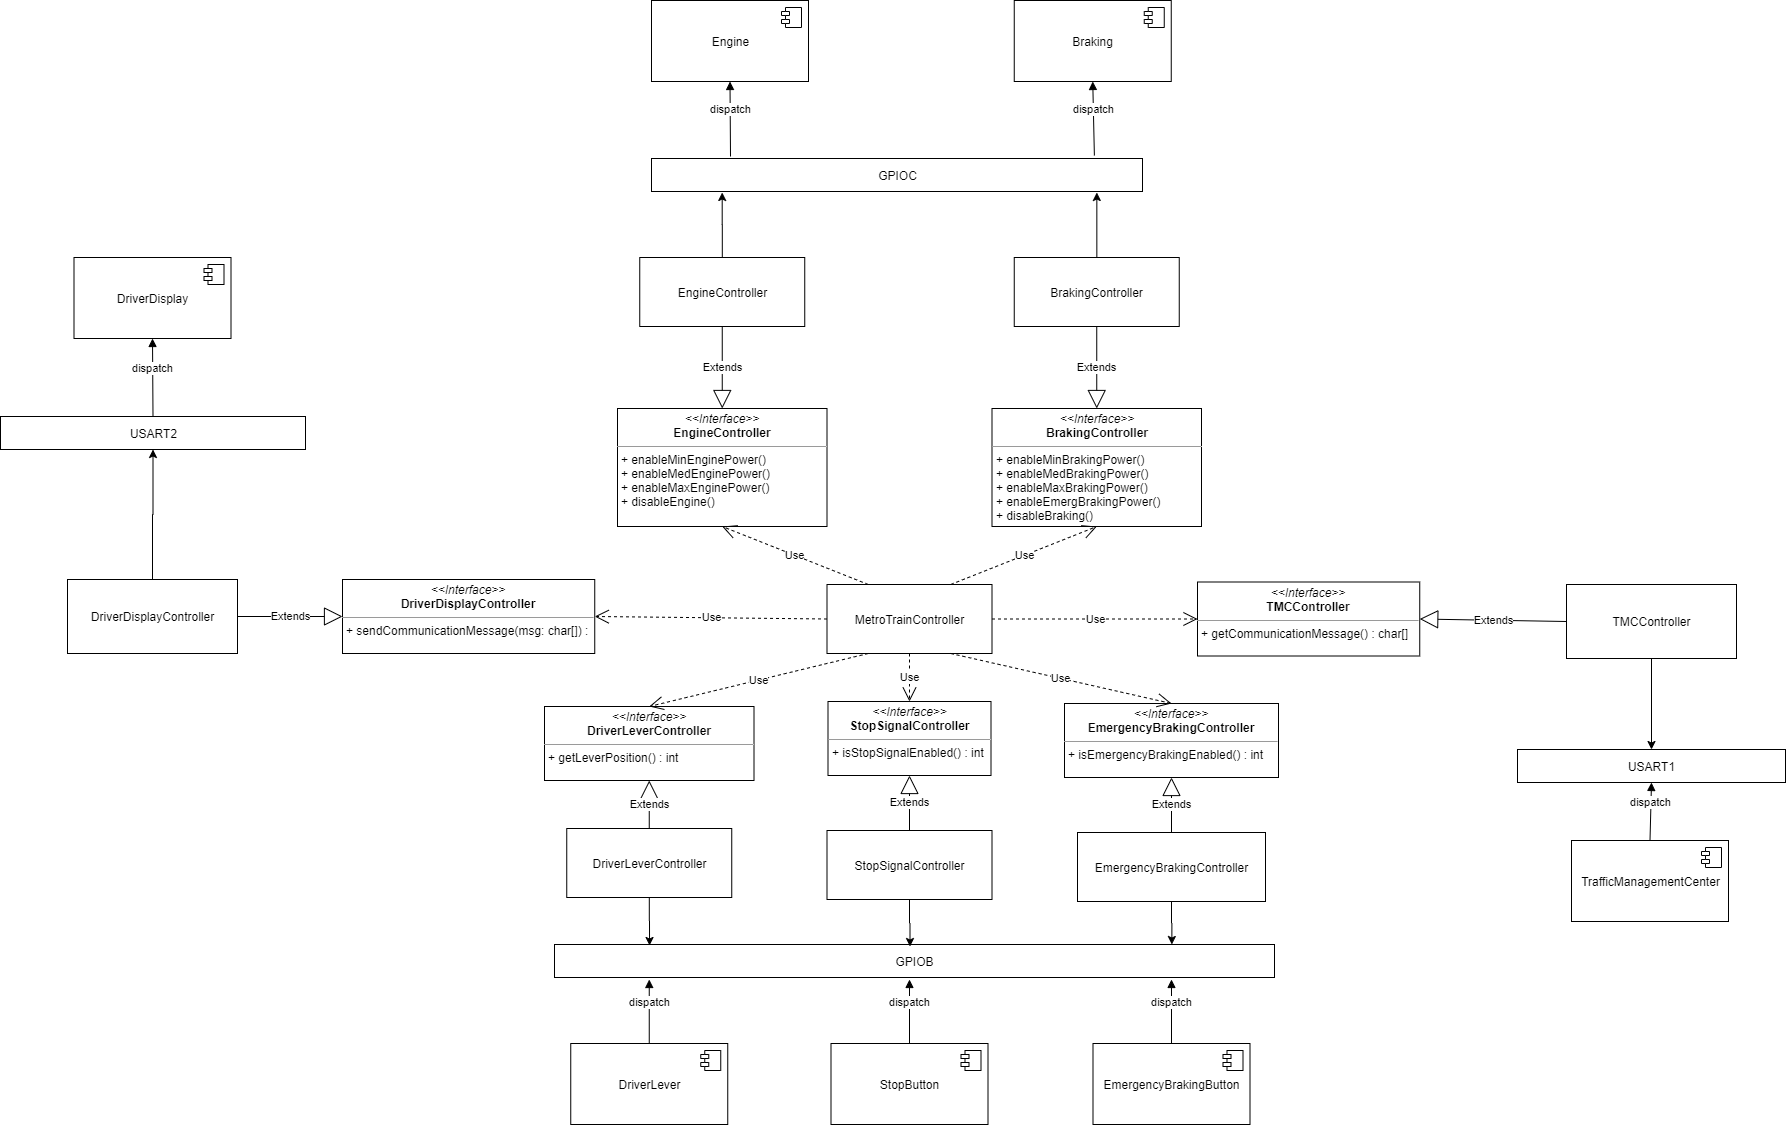 Engine
Braking
dispatch
dispatch
GPIOC
DriverDisplay
EngineController
BrakingController
dispatch
Extends
Extends
USART2
<<Interface>>
EngineController
+ enableMinEnginePower()
+ enableMedEnginePower()
+ enableMaxEnginePower()
+ disableEngine()
<<Interface>>
BrakingController
+ enableMinBrakingPower()
+ enableMedBrakingPower()
+ enableMaxBrakingPower()
+ enableEmergBrakingPower()
+ disableBraking()
Use
Use
DriverDisplayController
Extends
<<Interface>>
DriverDisplayController
+ sendCommunicationMessage(msg: char[]) :
Use
MetroTrainController
Use
<<Interface>>
TMCController
+ getCommunicationMessage() : char[]
Extends
TMCController
Use
Use
Use
<<Interface>>
DriverLeverController
+ getLeverPosition() : int
<<Interface>>
StopSignalController
+ isStopSignalEnabled() : int
<<Interface>>
EmergencyBrakingController
+ isEmergencyBrakingEnabled() : int
USART1
Extends
Extends
Extends
dispatch
DriverLeverController
StopSignalController
EmergencyBrakingController
TrafficManagementCenter
GPIOB
dispatch
dispatch
dispatch
DriverLever
StopButton
EmergencyBrakingButton